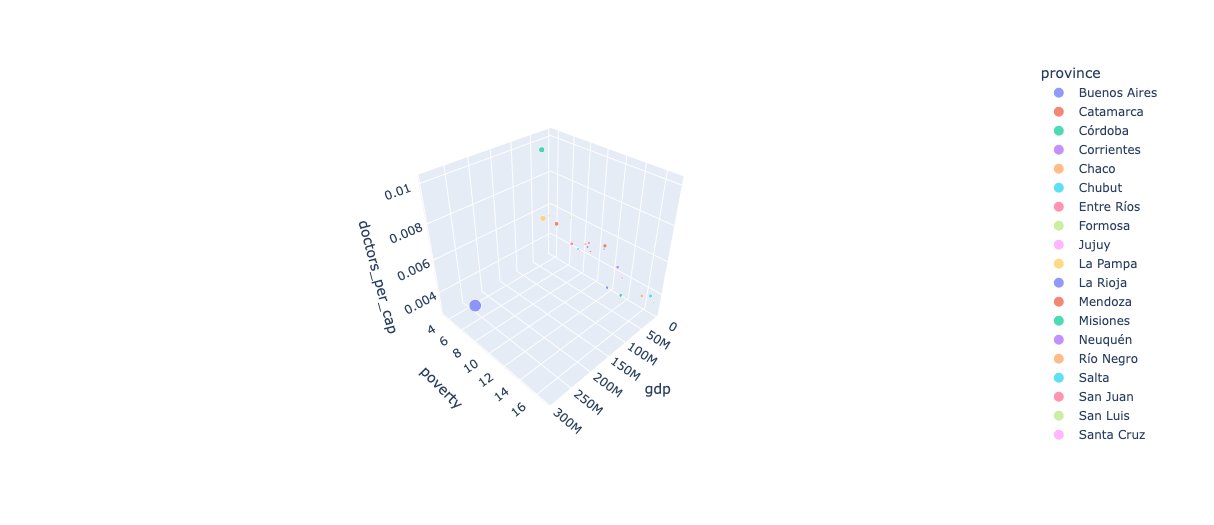 province
Buenos Aires
Catamarca
Córdoba
Corrientes
Chaco
Chubut
Entre Ríos
Formosa
Jujuy
La Pampa
La Rioja
Mendoza
Misiones
Neuquén
Río Negro
Salta
San Juan
San Luis
Santa Cruz
0.01
0.008
0.006
0.004
doctors_per_cap
4
6
8
10
12
14
16
poverty
0
50M
100M
150M
200M
250M
300M
gdp